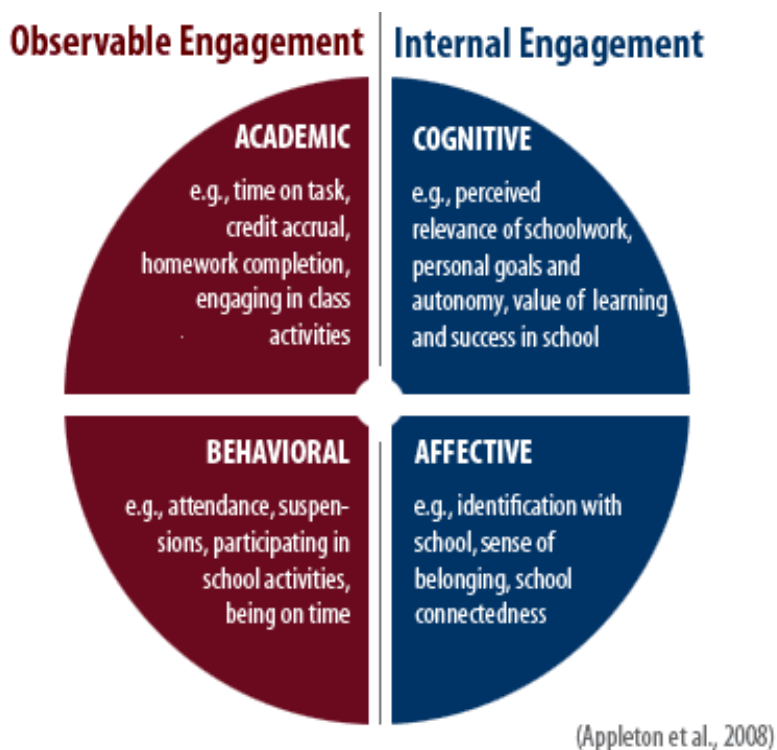 Observable Engagement
Internal Engagement
ACADEMIC
e.g., time on task,
credit accrual,
homework completion,
engaging in class
activities
COGNITIVE
e.g., perceived
relevance of schoolwork,
personal goals and
autonomy, value of learning
and success in school
BEHAVIORAL
e.g., attendance, suspen-
sions, participating in
school activities,
being on time
AFFECTIVE
e.g., identification with
school, sense of
belonging, school
connectedness
(Appleton et al., 2008)